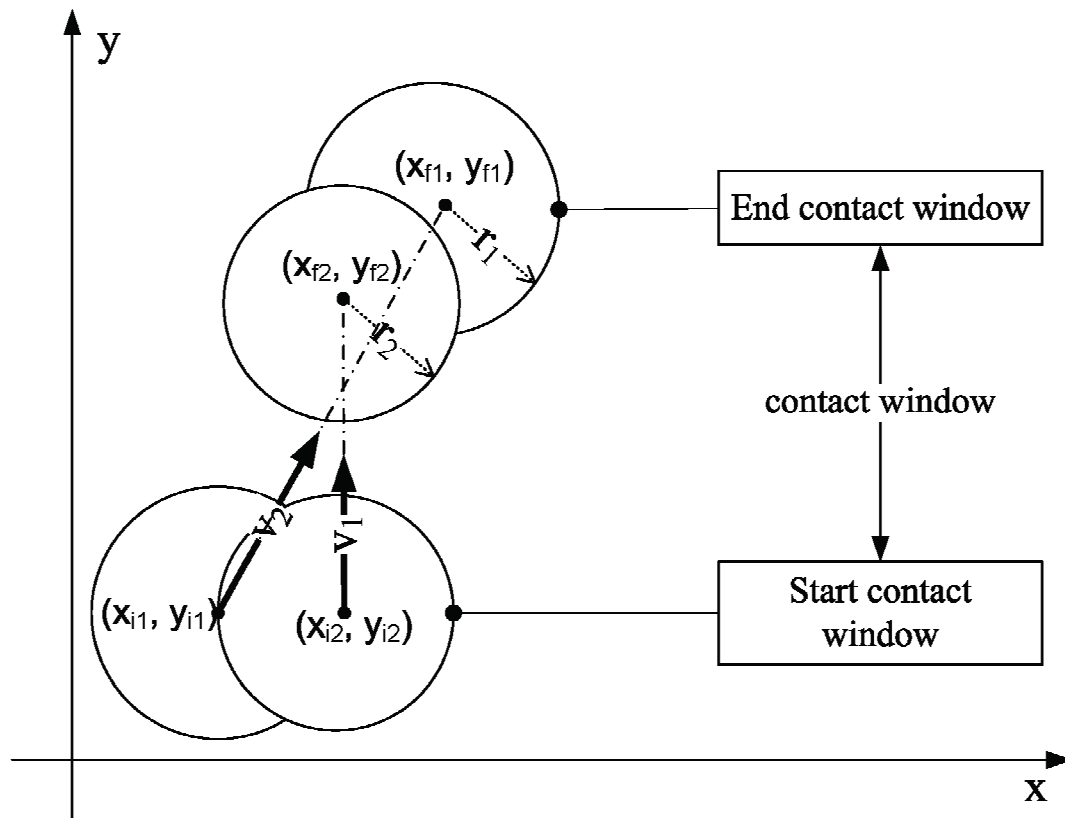 y
(xf1, yf1)
r1
End contact window
(xf2, yf2)
r2
contact window
v2
v1
(xi1, yi1)
(xi2, yi2)
Start contact
window
x